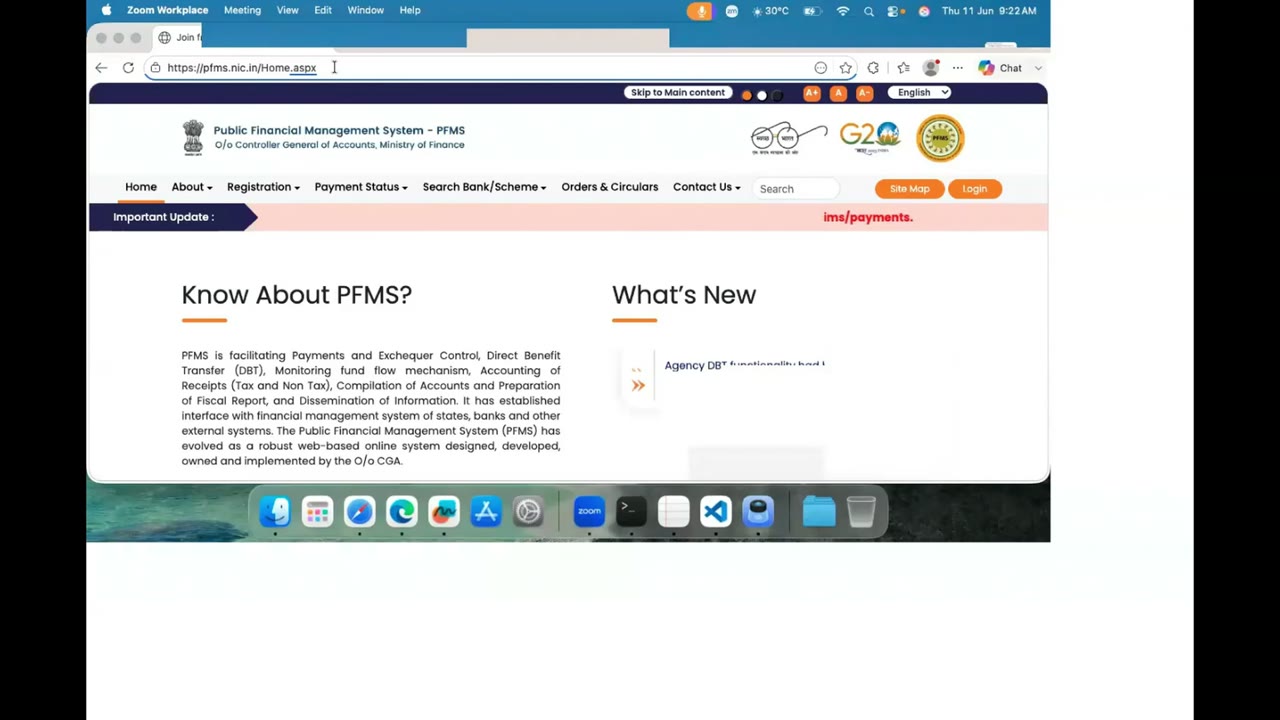 Zoom Workplace Meeting View Edit Window Help 30°C Thu 11 Jun 9:22 AM
Join f
https://pfms.nic.in/Home.aspx Chat
Skip to Main content A+ A A- English
Public Financial Management System - PFMS
O/o Controller General of Accounts, Ministry of Finance
G20
PFMS
Home About Registration Payment Status Search Bank/Scheme Orders & Circulars Contact Us Search Site Map Login
Important Update : ims/payments.
Know About PFMS?
PFMS is facilitating Payments and Exchequer Control, Direct Benefit
Transfer (DBT), Monitoring fund flow mechanism, Accounting of
Receipts (Tax and Non Tax), Compilation of Accounts and Preparation
of Fiscal Report, and Dissemination of Information. It has established
interface with financial management system of states, banks and other
external systems. The Public Financial Management System (PFMS) has
evolved as a robust web-based online system designed, developed,
owned and implemented by the O/o CGA.
What's New
Agency DBT functionality had
zoom